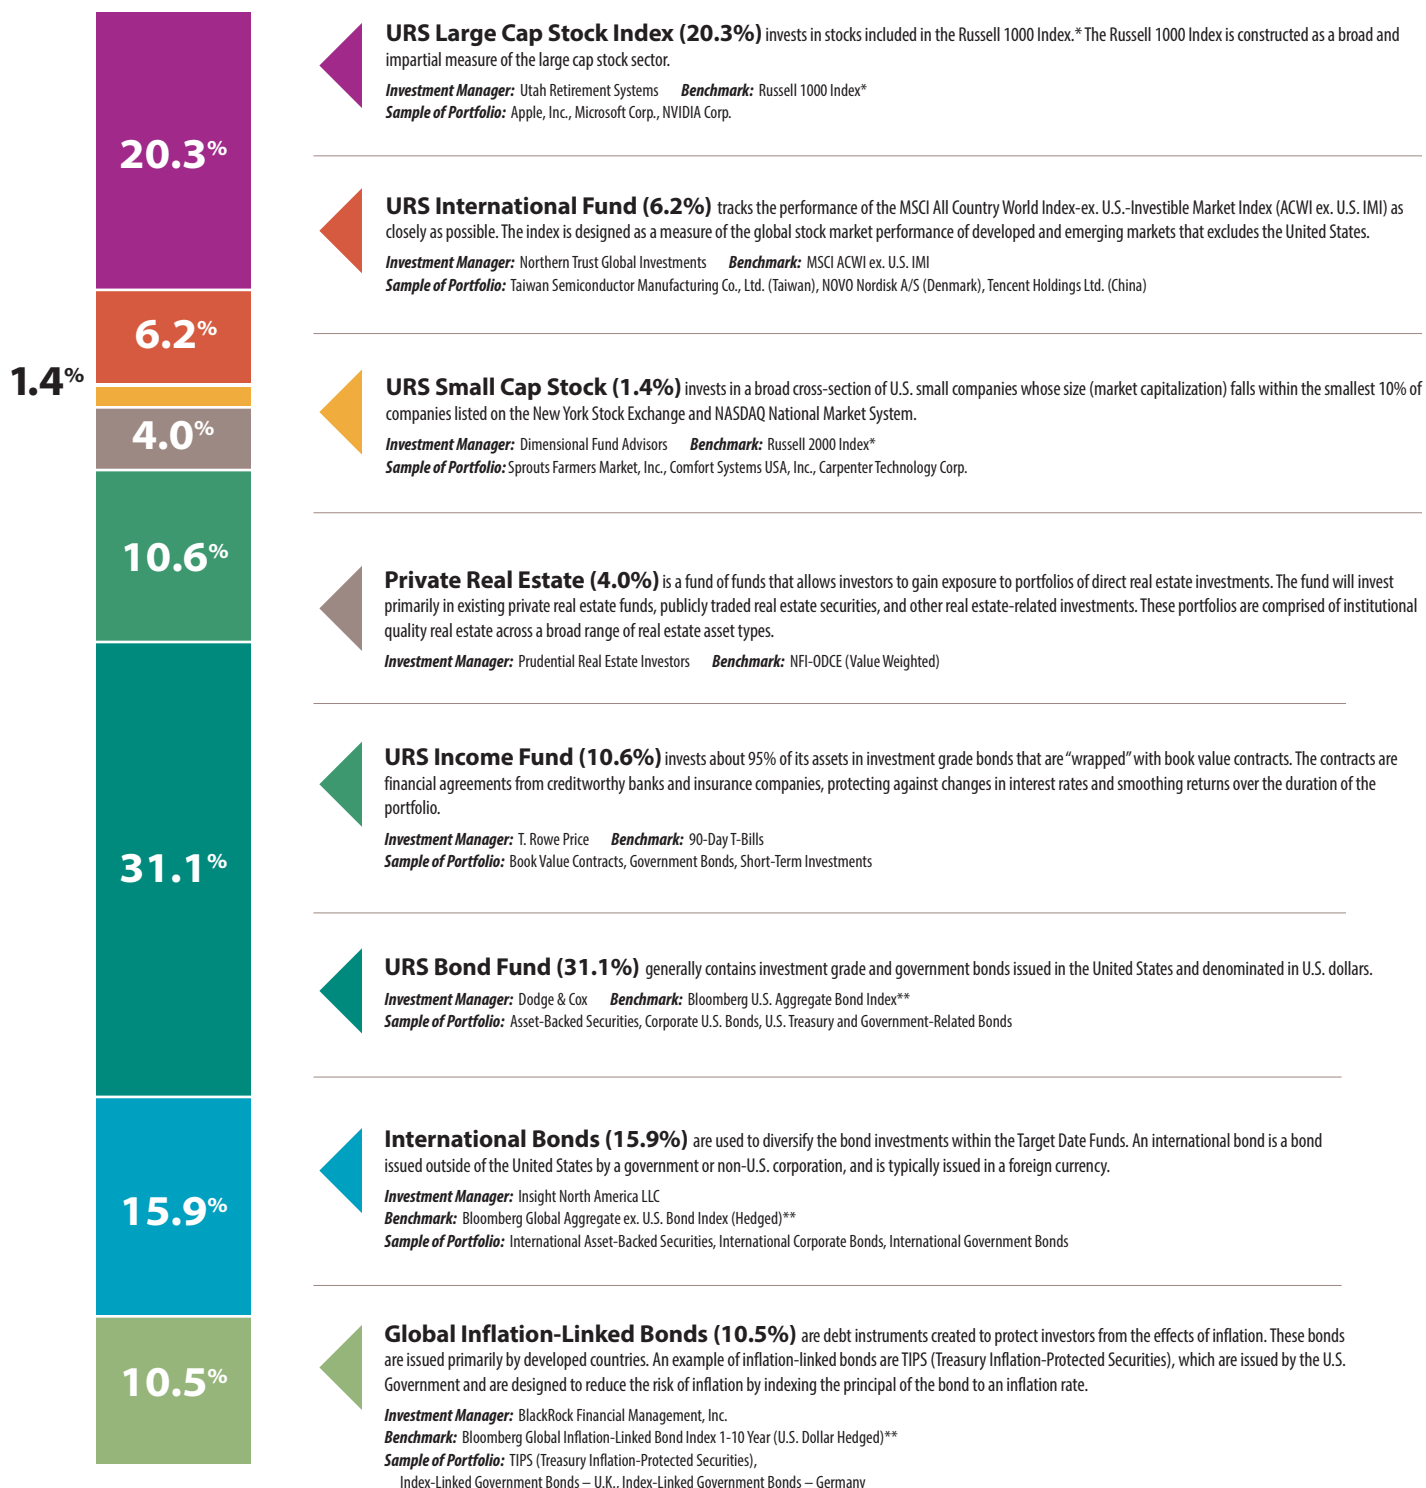 20.3%
6.2%
1.4%
4.0%
10.6%
31.1%
15.9%
10.5%
URS Large Cap Stock Index (20.3%) invests in stocks included in the Russell 1000 Index.* The Russell 1000 Index is constructed as a broad and
impartial measure of the large cap stock sector.
Investment Manager: Utah Retirement Systems Benchmark: Russell 1000 Index*
Sample of Portfolio: Apple, Inc., Microsoft Corp., NVIDIA Corp.
URS International Fund (6.2%) tracks the performance of the MSCI All Country World Index-ex. U.S.-Investible Market Index (ACWI ex. U.S. IMI) as
closely as possible. The index is designed as a measure of the global stock market performance of developed and emerging markets that excludes the United States.
Investment Manager: Northern Trust Global Investments Benchmark: MSCI ACWI ex. U.S. IMI
Sample of Portfolio: Taiwan Semiconductor Manufacturing Co., Ltd. (Taiwan), NOVO Nordisk A/S (Denmark), Tencent Holdings Ltd. (China)
URS Small Cap Stock (1.4%) invests in a broad cross-section of U.S. small companies whose size (market capitalization) falls within the smallest 10% of
companies listed on the New York Stock Exchange and NASDAQ National Market System.
Investment Manager: Dimensional Fund Advisors Benchmark: Russell 2000 Index*
Sample of Portfolio: Sprouts Farmers Market, Inc., Comfort Systems USA, Inc., Carpenter Technology Corp.
Private Real Estate (4.0%) is a fund of funds that allows investors to gain exposure to portfolios of direct real estate investments. The fund will invest
primarily in existing private real estate funds, publicly traded real estate securities, and other real estate-related investments. These portfolios are comprised of institutional
quality real estate across a broad range of real estate asset types.
Investment Manager: Prudential Real Estate Investors Benchmark: NFI-ODCE (Value Weighted)
URS Income Fund (10.6%) invests about 95% of its assets in investment grade bonds that are “wrapped” with book value contracts. The contracts are
financial agreements from creditworthy banks and insurance companies, protecting against changes in interest rates and smoothing returns over the duration of the
portfolio.
Investment Manager: T. Rowe Price Benchmark: 90-Day T-Bills
Sample of Portfolio: Book Value Contracts, Government Bonds, Short-Term Investments
URS Bond Fund (31.1%) generally contains investment grade and government bonds issued in the United States and denominated in U.S. dollars.
Investment Manager: Dodge & Cox Benchmark: Bloomberg U.S. Aggregate Bond Index**
Sample of Portfolio: Asset-Backed Securities, Corporate U.S. Bonds, U.S. Treasury and Government-Related Bonds
International Bonds (15.9%) are used to diversify the bond investments within the Target Date Funds. An international bond is a bond
issued outside of the United States by a government or non-U.S. corporation, and is typically issued in a foreign currency.
Investment Manager: Insight North America LLC
Benchmark: Bloomberg Global Aggregate ex. U.S. Bond Index (Hedged)**
Sample of Portfolio: International Asset-Backed Securities, International Corporate Bonds, International Government Bonds
Global Inflation-Linked Bonds (10.5%) are debt instruments created to protect investors from the effects of inflation. These bonds
are issued primarily by developed countries. An example of inflation-linked bonds are TIPS (Treasury Inflation-Protected Securities), which are issued by the U.S.
Government and are designed to reduce the risk of inflation by indexing the principal of the bond to an inflation rate.
Investment Manager: BlackRock Financial Management, Inc.
Benchmark: Bloomberg Global Inflation-Linked Bond Index 1-10 Year (U.S. Dollar Hedged)**
Sample of Portfolio: TIPS (Treasury Inflation-Protected Securities),
Index-Linked Government Bonds – U.K., Index-Linked Government Bonds – Germany